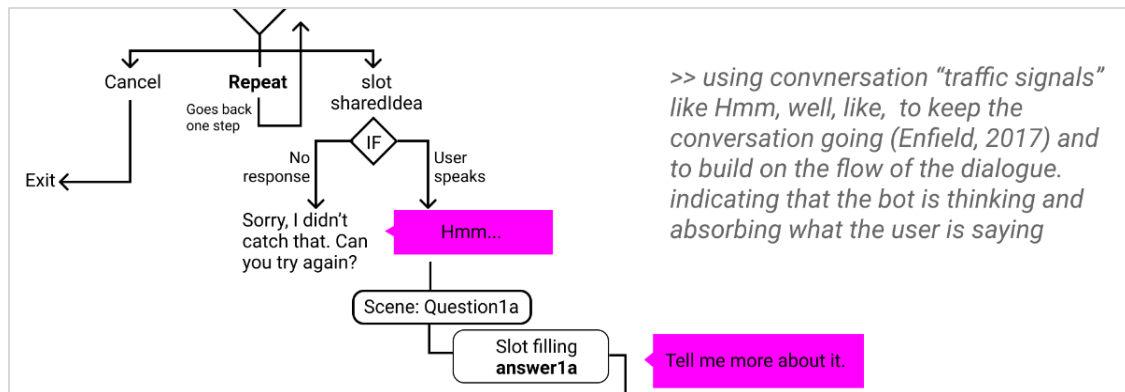 Cancel
Repeat
Goes back
one step
slot
sharedIdea
IF
No
response
User
speaks
Exit
Sorry, I didn’t
catch that. Can
you try again?
Hmm...
Scene: Question1a
Slot filling
answer1a
Tell me more about it.
>> using convnersation “traffic signals”
like Hmm, well, like, to keep the
conversation going (Enfield, 2017) and
to build on the flow of the dialogue.
indicating that the bot is thinking and
absorbing what the user is saying